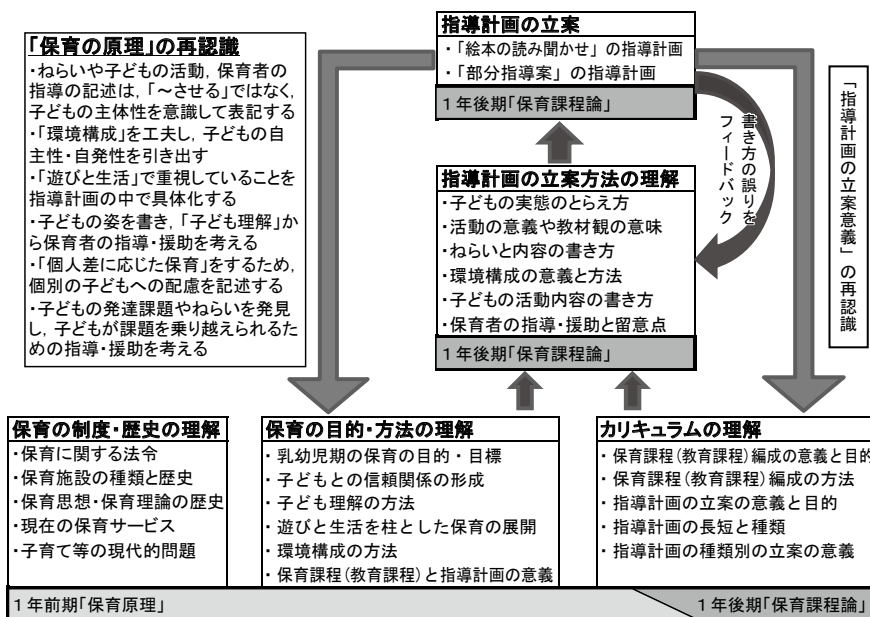 「保育の原理」の再認識
・ねらいや子どもの活動，保育者の
指導の記述は，「～させる」ではなく，
子どもの主体性を意識して表記する
・「環境構成」を工夫し，子どもの自
主性・自発性を引き出す
・「遊びと生活」で重視していることを
指導計画の中で具体化する
・子どもの姿を書き，「子ども理解」か
ら保育者の指導・援助を考える
・「個人差に応じた保育」をするため，
個別の子どもへの配慮を記述する
・子どもの発達課題やねらいを発見
し，子どもが課題を乗り越えられるた
めの指導・援助を考える
指導計画の立案
・「絵本の読み聞かせ」の指導計画
・「部分指導案」の指導計画
１年後期「保育課程論」
書き方の誤りを
フィードバック
「指導計画の立案意義」の再認識
指導計画の立案方法の理解
・子どもの実態のとらえ方
・活動の意義や教材観の意味
・ねらいと内容の書き方
・環境構成の意義と方法
・子どもの活動内容の書き方
・保育者の指導・援助と留意点
１年後期「保育課程論」
保育の制度・歴史の理解
・保育に関する法令
・保育施設の種類と歴史
・保育思想・保育理論の歴史
・現在の保育サービス
・子育て等の現代的問題
保育の目的・方法の理解
・乳幼児期の保育の目的・目標
・子どもとの信頼関係の形成
・子ども理解の方法
・遊びと生活を柱とした保育の展開
・環境構成の方法
・保育課程（教育課程）と指導計画の意義
カリキュラムの理解
・保育課程（教育課程）編成の意義と目的
・保育課程（教育課程）編成の方法
・指導計画の立案の意義と目的
・指導計画の長短と種類
・指導計画の種類別の立案の意義
１年前期「保育原理」
１年後期「保育課程論」